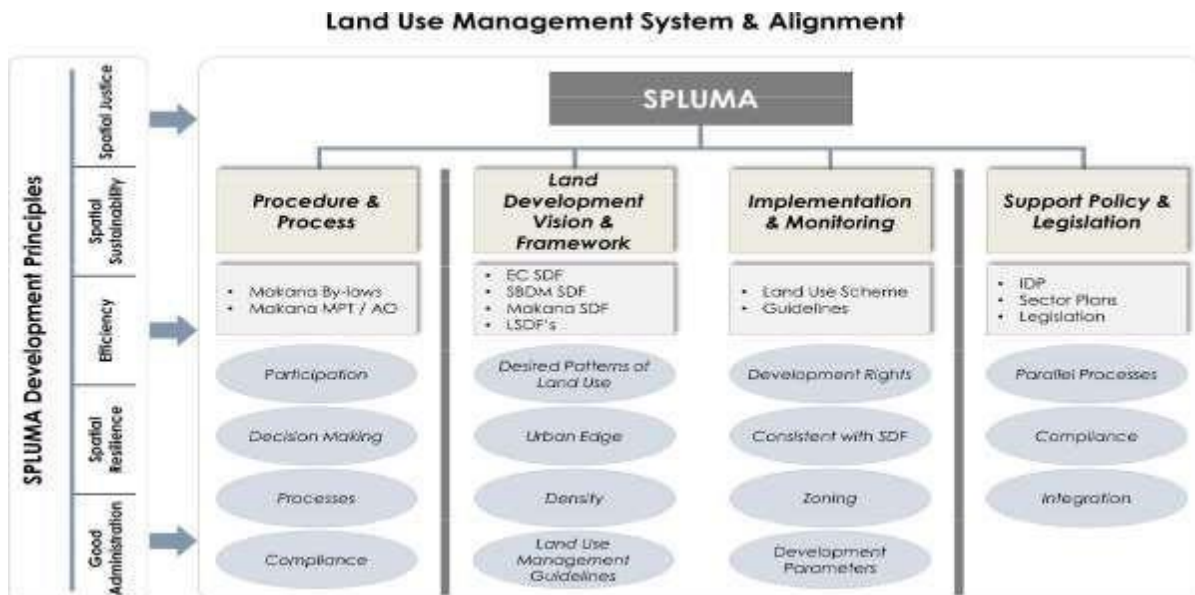 Land Use Management System & Alignment
SPLUMA Development Principles
Spatial Justice
Spatial
Sustainability
Efficiency
Spatial
Resilience
Good
Administration
SPLUMA
Procedure &
Process
• Makana By-laws
• Makana MPT / AO
Participation
Decision Making
Processes
Compliance
Land
Development
Vision &
Framework
• EC SDF
• SBDM SDF
• Makana SDF
• LSDF's
Desired Patterns of
Land Use
Urban Edge
Density
Land Use
Management
Guidelines
Implementation
& Monitoring
• Land Use Scheme
• Guidelines
Development Rights
Consistent with SDF
Zoning
Development
Parameters
Support Policy &
Legislation
• IDP
• Sector Plans
• Legislation
Parallel Processes
Compliance
Integration